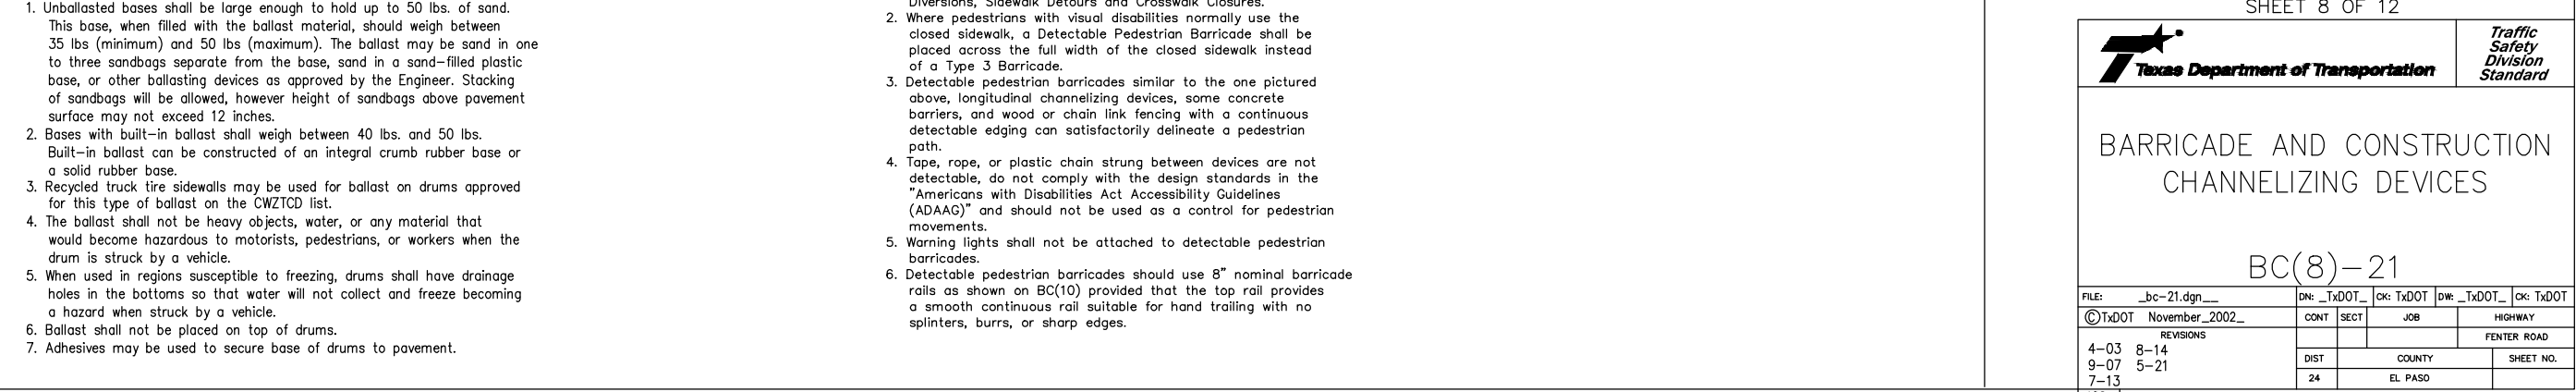 1. Unballasted bases shall be large enough to hold up to 50 lbs. of sand.
This base, when filled with the ballast material, should weigh between
35 lbs (minimum) and 50 lbs (maximum). The ballast may be sand in one
to three sandbags separate from the base, sand in a sand-filled plastic
base, or other ballasting devices as approved by the Engineer. Stacking
of sandbags will be allowed, however height of sandbags above pavement
surface may not exceed 12 inches.
2. Bases with built-in ballast shall weigh between 40 lbs. and 50 lbs.
Built-in ballast can be constructed of an integral crumb rubber base or
a solid rubber base.
3. Recycled truck tire sidewalls may be used for ballast on drums approved
for this type of ballast on the CWZTCD list.
4. The ballast shall not be heavy objects, water, or any material that
would become hazardous to motorists, pedestrians, or workers when the
drum is struck by a vehicle.
5. When used in regions susceptible to freezing, drums shall have drainage
holes in the bottoms so that water will not collect and freeze becoming
a hazard when struck by a vehicle.
6. Ballast shall not be placed on top of drums.
7. Adhesives may be used to secure base of drums to pavement.
Diversions, Sidewalk Detours and Crosswalk Closures.
2. Where pedestrians with visual disabilities normally use the
closed sidewalk, a Detectable Pedestrian Barricade shall be
placed across the full width of the closed sidewalk instead
of a Type 3 Barricade.
3. Detectable pedestrian barricades similar to the one pictured
above, longitudinal channelizing devices, some concrete
barriers, and wood or chain link fencing with a continuous
detectable edging can satisfactorily delineate a pedestrian
path.
4. Tape, rope, or plastic chain strung between devices are not
detectable, do not comply with the design standards in the
"Americans with Disabilities Act Accessibility Guidelines
(ADAAG)" and should not be used as a control for pedestrian
movements.
5. Warning lights shall not be attached to detectable pedestrian
barricades.
6. Detectable pedestrian barricades should use 8" nominal barricade
rails as shown on BC(10) provided that the top rail provides
a smooth continuous rail suitable for hand trailing with no
splinters, burrs, or sharp edges.
SHEET 8 OF 12
Texas Department of Transportation
Traffic
Safety
Division
Standard
BARRICADE AND CONSTRUCTION
CHANNELIZING DEVICES
BC(8)-21
FILE: _bc-21.dgn__ DN: _TxDOT_ CK: TxDOT DW: _TxDOT_ CK: TxDOT
©TxDOT November_2002_ CONT SECT JOB HIGHWAY
REVISIONS FENTER ROAD
4-03 8-14
9-07 5-21
7-13
DIST COUNTY SHEET NO.
24 EL PASO